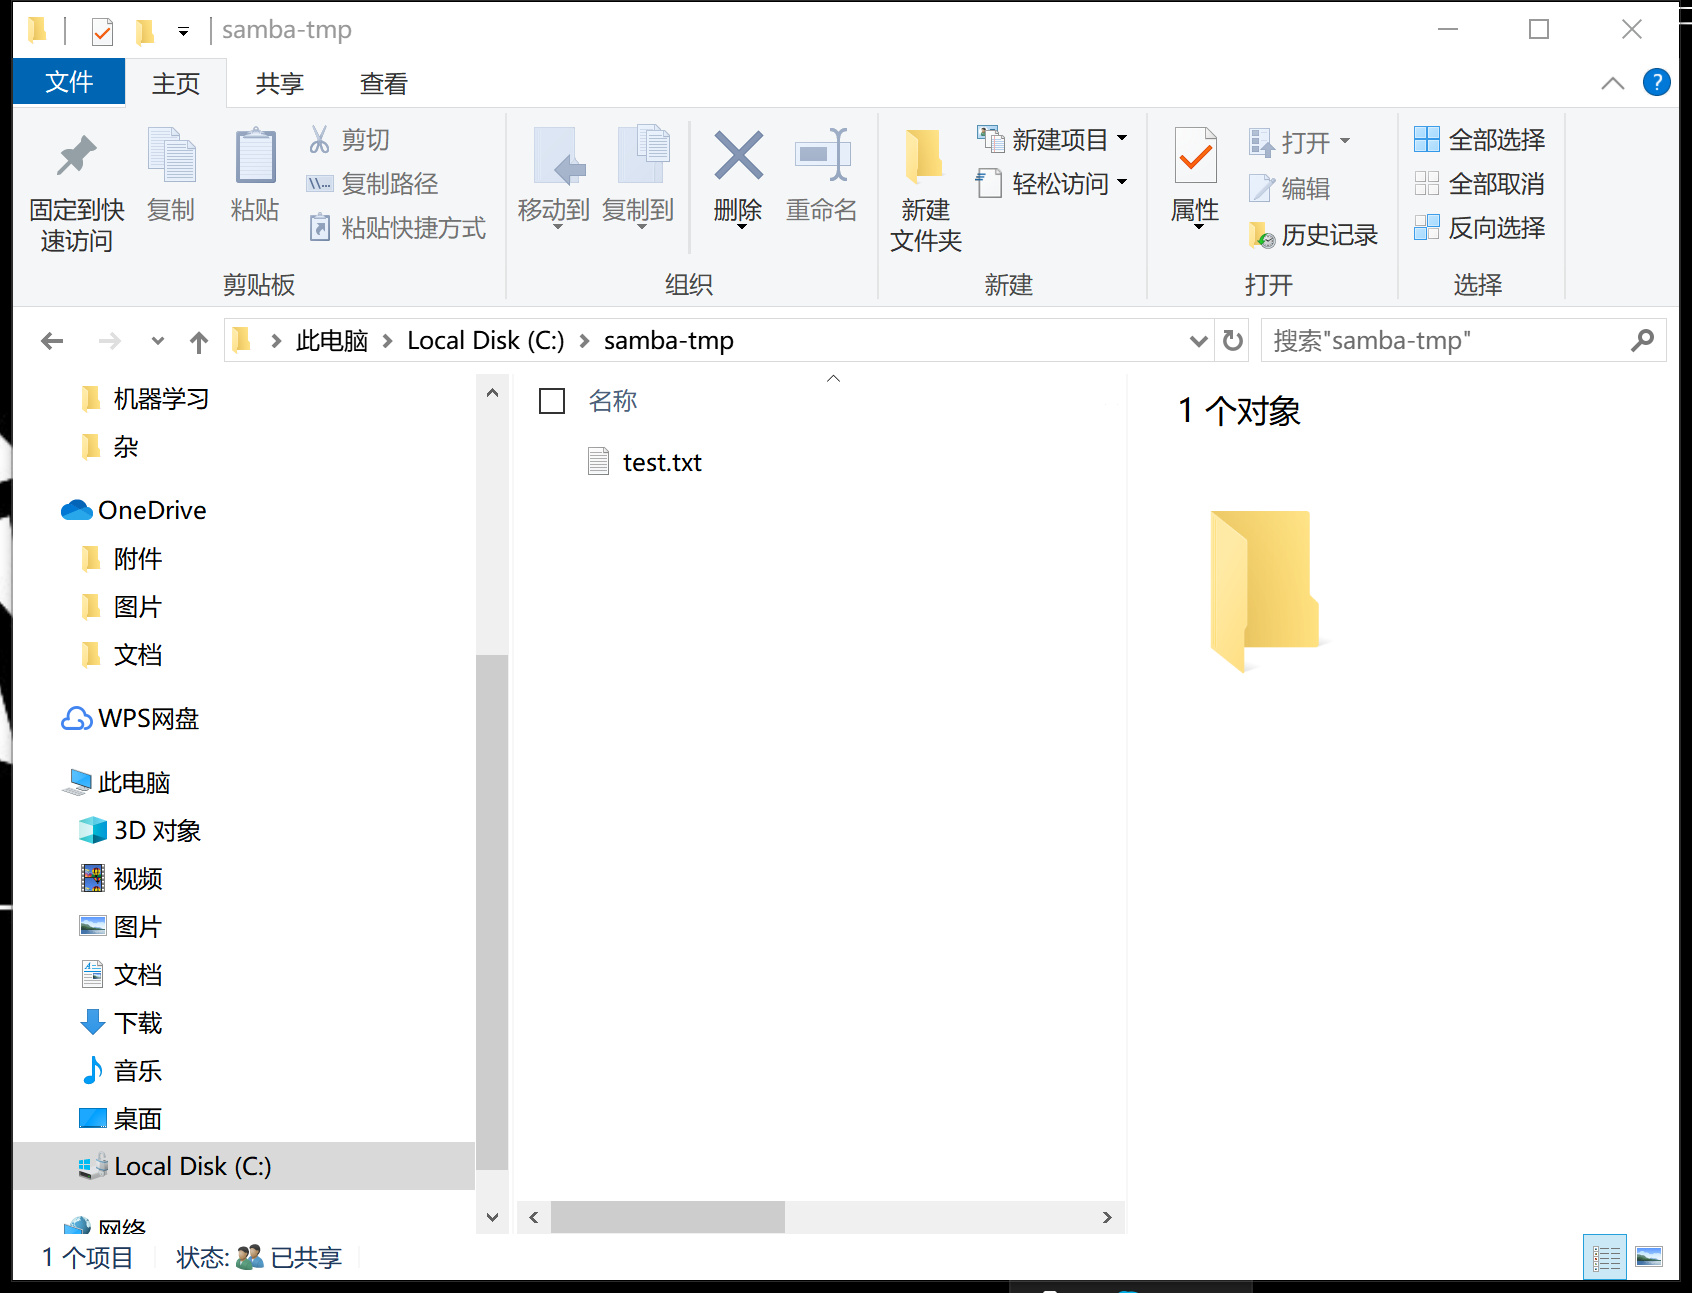 samba-tmp
文件 主页 共享 查看
固定到快
速访问
复制
粘贴
剪切
复制路径
粘贴快捷方式
剪贴板
移动到
复制到
删除
重命名
组织
新建
文件夹
新建项目
轻松访问
新建
属性
打开
编辑
历史记录
打开
全部选择
全部取消
反向选择
选择
此电脑 Local Disk (C:) samba-tmp
搜索"samba-tmp"
机器学习
杂
OneDrive
附件
图片
文档
WPS网盘
此电脑
3D 对象
视频
图片
文档
下载
音乐
桌面
Local Disk (C:)
网络
名称
test.txt
1 个对象
1 个项目
状态: 已共享